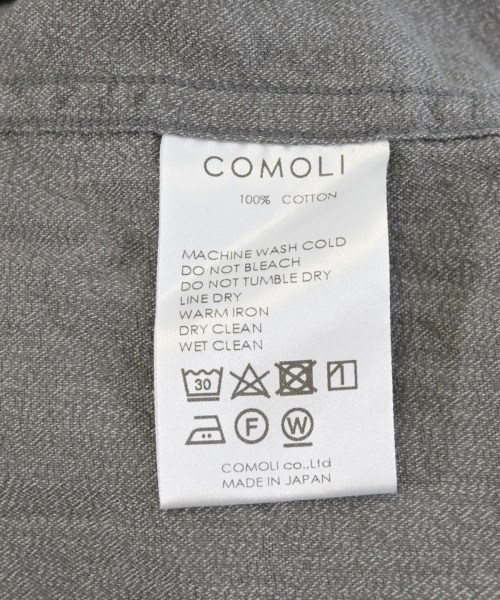 COMOLI
100% COTTON
MACHINE WASH COLD
DO NOT BLEACH
DO NOT TUMBLE DRY
LINE DRY
WARM IRON
DRY CLEAN
WET CLEAN
30
F W
COMOLI co.,Ltd
MADE IN JAPAN